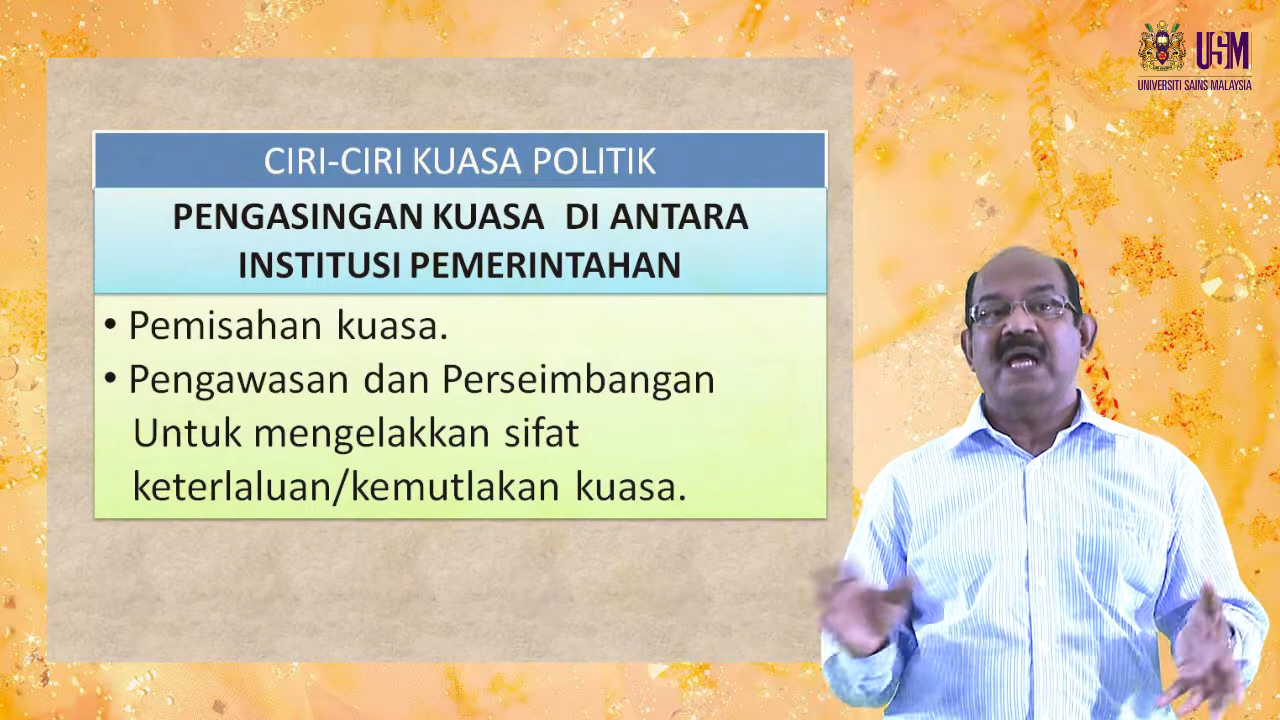 USM
UNIVERSITI SAINS MALAYSIA
CIRI-CIRI KUASA POLITIK
PENGASINGAN KUASA DI ANTARA
INSTITUSI PEMERINTAHAN
• Pemisahan kuasa.
• Pengawasan dan Perseimbangan
Untuk mengelakkan sifat
keterlaluan/kemutlakan kuasa.